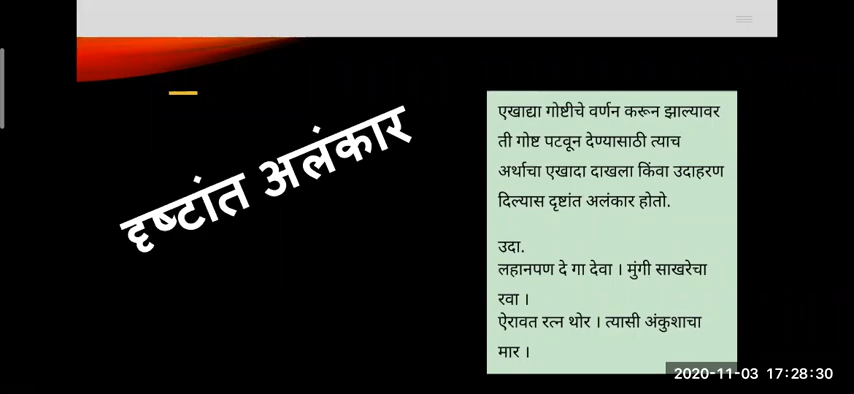 दृष्टांत अलंकार
एखाद्या गोष्टीचे वर्णन करून झाल्यावर
ती गोष्ट पटवून देण्यासाठी त्याच
अर्थाचा एखादा दाखला किंवा उदाहरण
दिल्यास दृष्टांत अलंकार होतो.
उदा.
लहानपण दे गा देवा । मुंगी साखरेचा
रवा ।
ऐरावत रत्न थोर । त्यासी अंकुशाचा
मार ।
2020-11-03 17:28:30